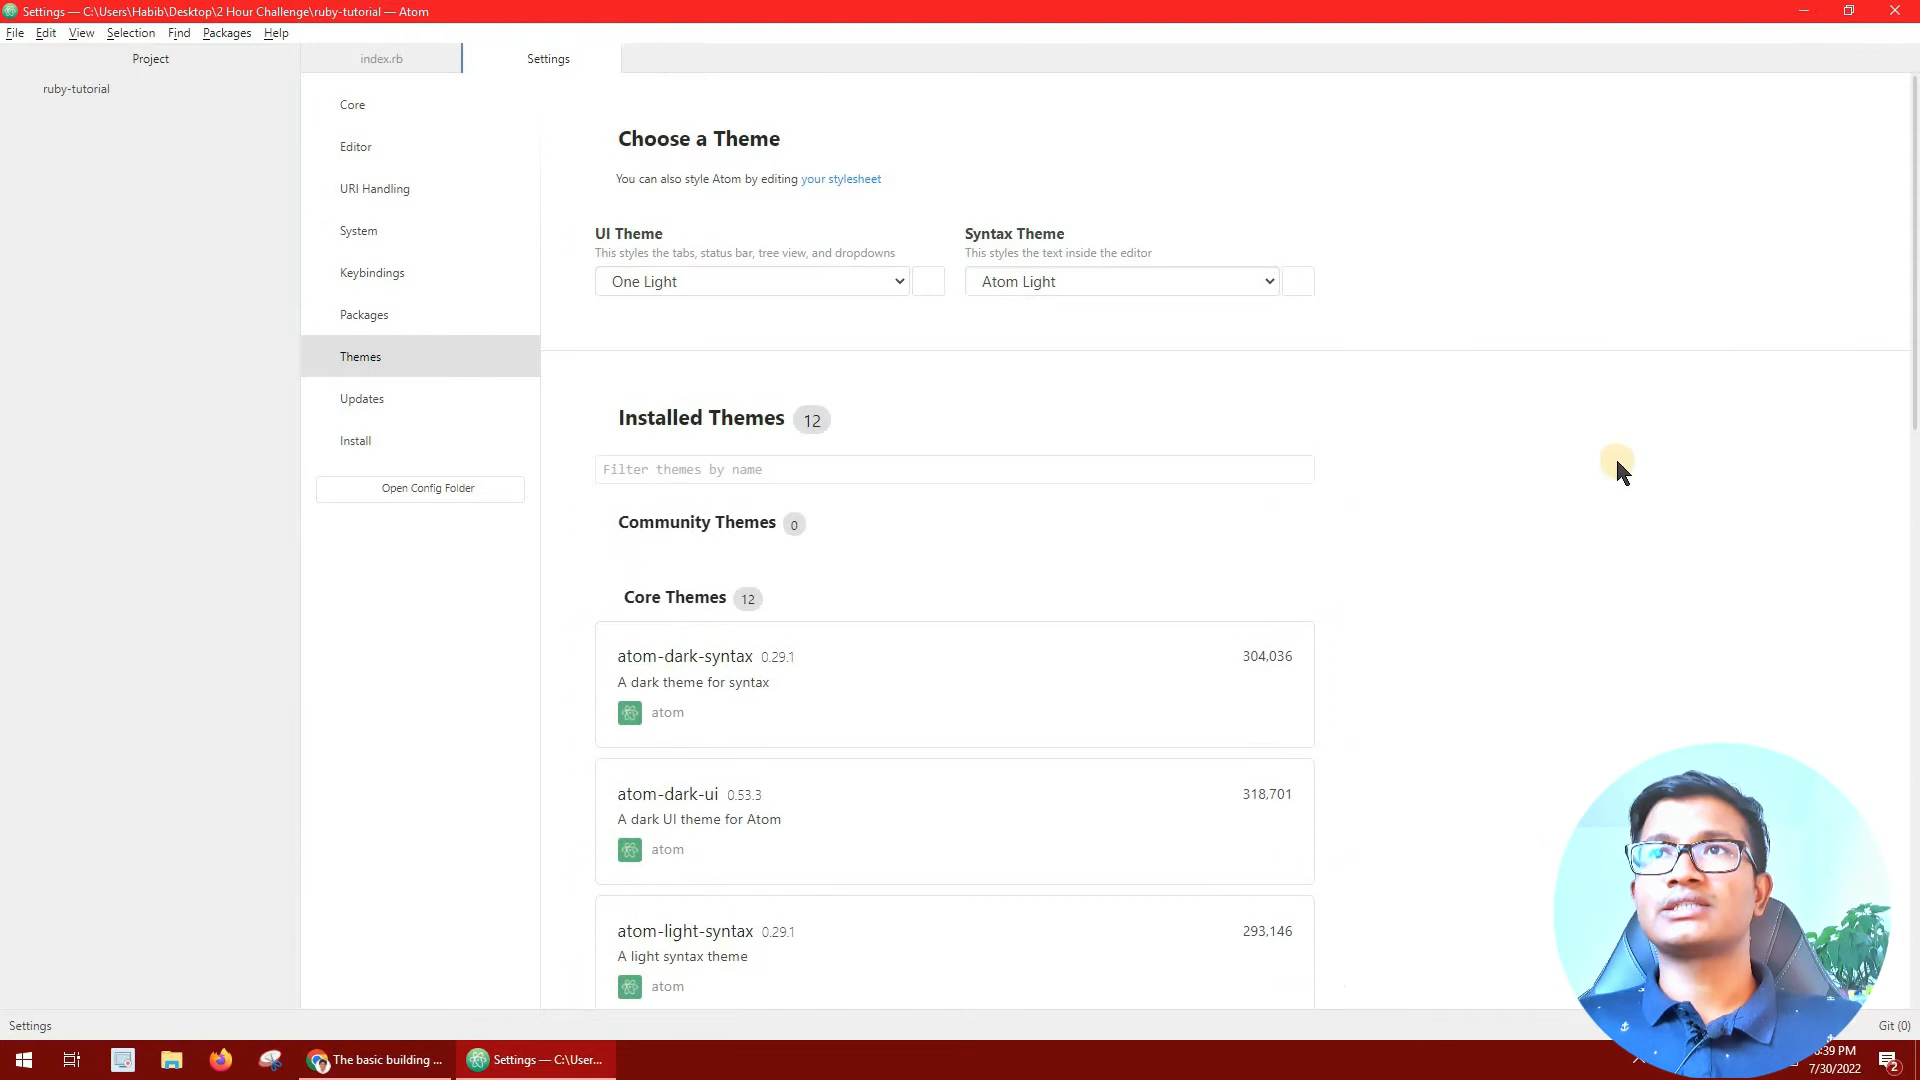 Settings — C:\Users\Habib\Desktop\2 Hour Challenge\ruby-tutorial — Atom
File Edit View Selection Find Packages Help
Project
index.rb
Settings
ruby-tutorial
Core
Editor
URI Handling
System
Keybindings
Packages
Themes
Updates
Install
Open Config Folder
Choose a Theme
You can also style Atom by editing your stylesheet
UI Theme
This styles the tabs, status bar, tree view, and dropdowns
One Light
Syntax Theme
This styles the text inside the editor
Atom Light
Installed Themes 12
Filter themes by name
Community Themes 0
Core Themes 12
atom-dark-syntax 0.29.1 304,036
A dark theme for syntax
atom
atom-dark-ui 0.53.3 318,701
A dark UI theme for Atom
atom
atom-light-syntax 0.29.1 293,146
A light syntax theme
atom
Settings
Git (0)
The basic building ...
Settings — C:\User...
:39 PM
7/30/2022
2